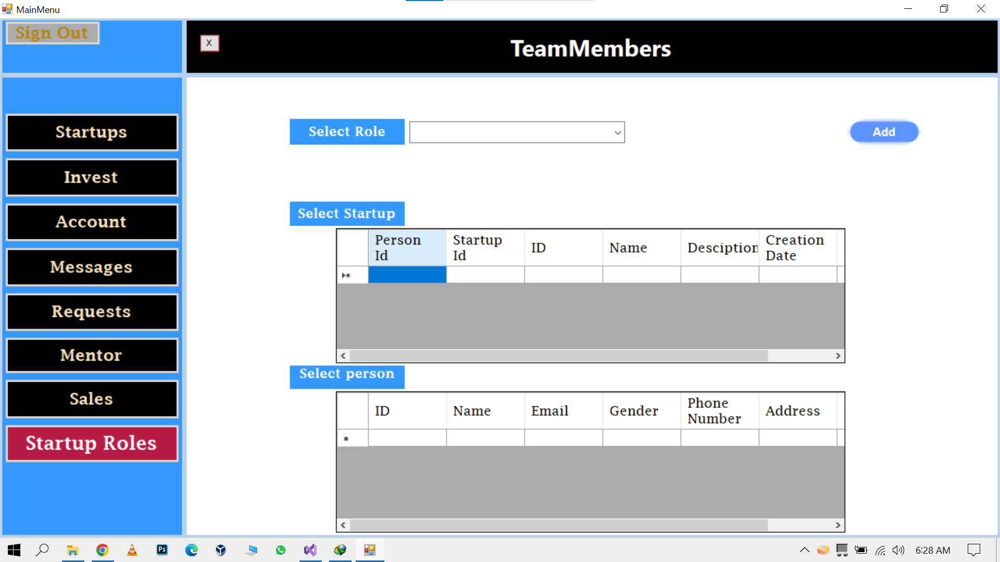 MainMenu
Sign Out
X
TeamMembers
Startups
Invest
Account
Messages
Requests
Mentor
Sales
Startup Roles
Select Role
Add
Select Startup
Person Id
Startup Id
ID
Name
Desciption
Creation Date
Select person
ID
Name
Email
Gender
Phone Number
Address
Ps
6:28 AM